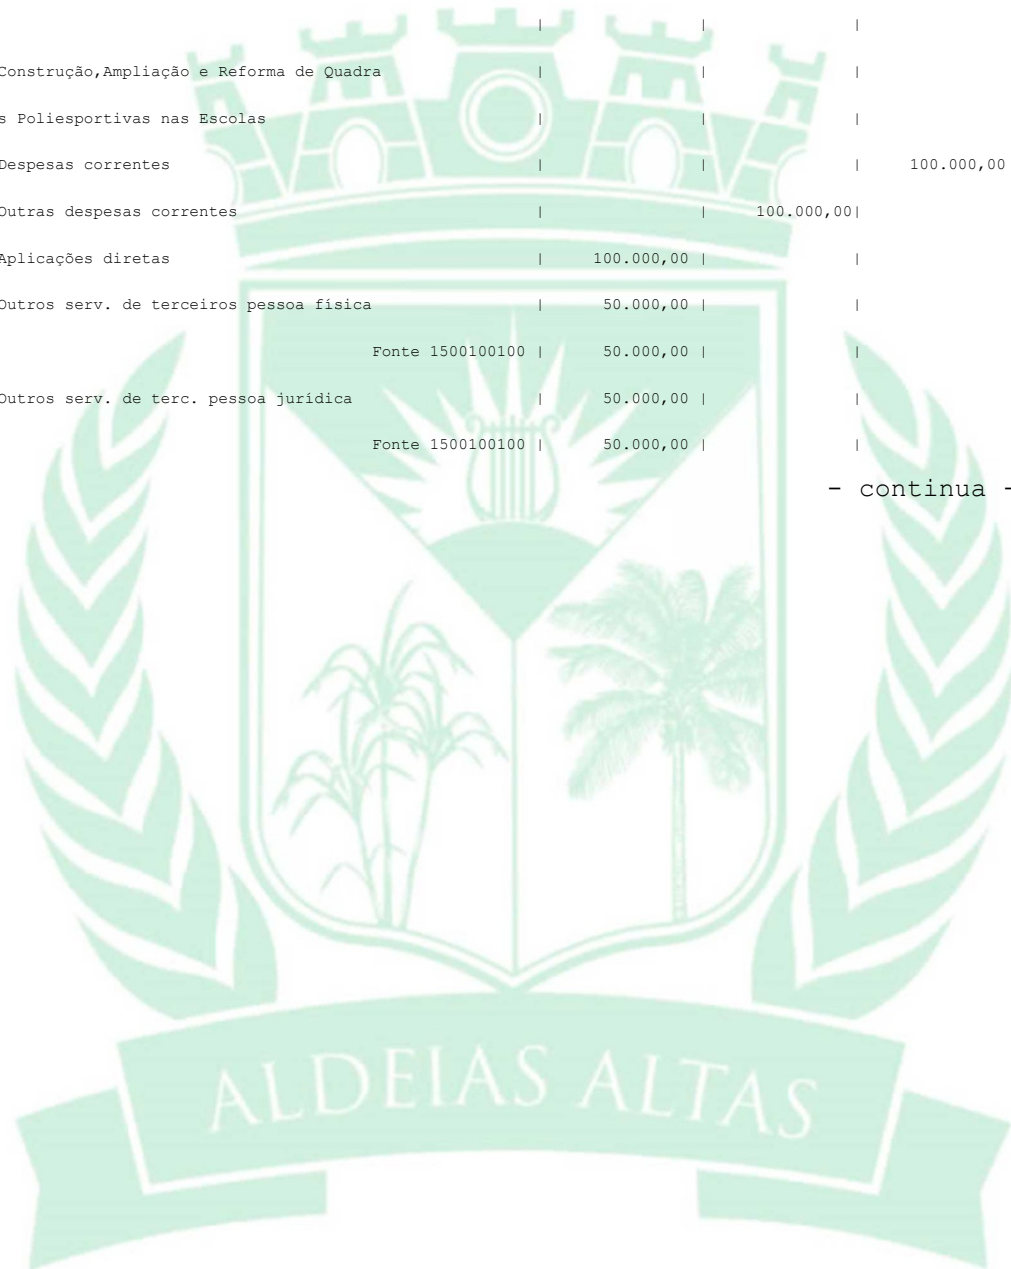 | | |
Construção,Ampliação e Reforma de Quadra | | |
s Poliesportivas nas Escolas | | |
Despesas correntes | | | 100.000,00
Outras despesas correntes | | 100.000,00|
Aplicações diretas | 100.000,00 | |
Outros serv. de terceiros pessoa física | 50.000,00 | |
Fonte 1500100100 | 50.000,00 | |
Outros serv. de terc. pessoa jurídica | 50.000,00 | |
Fonte 1500100100 | 50.000,00 | |
- continua -
ALDEIAS ALTAS